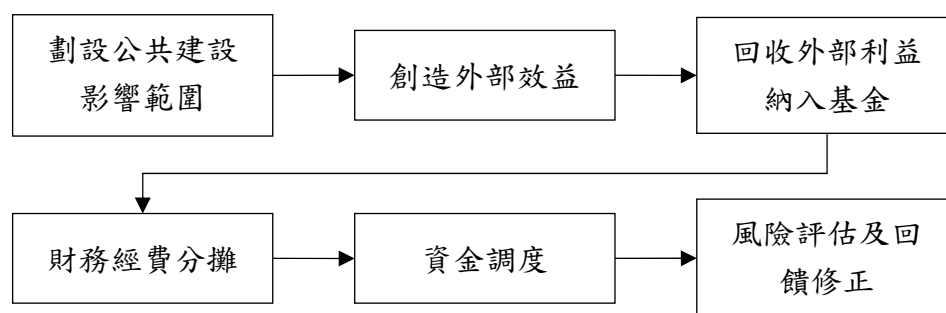 劃設公共建設
影響範圍
創造外部效益
回收外部利益
納入基金
財務經費分攤
資金調度
風險評估及回
饋修正